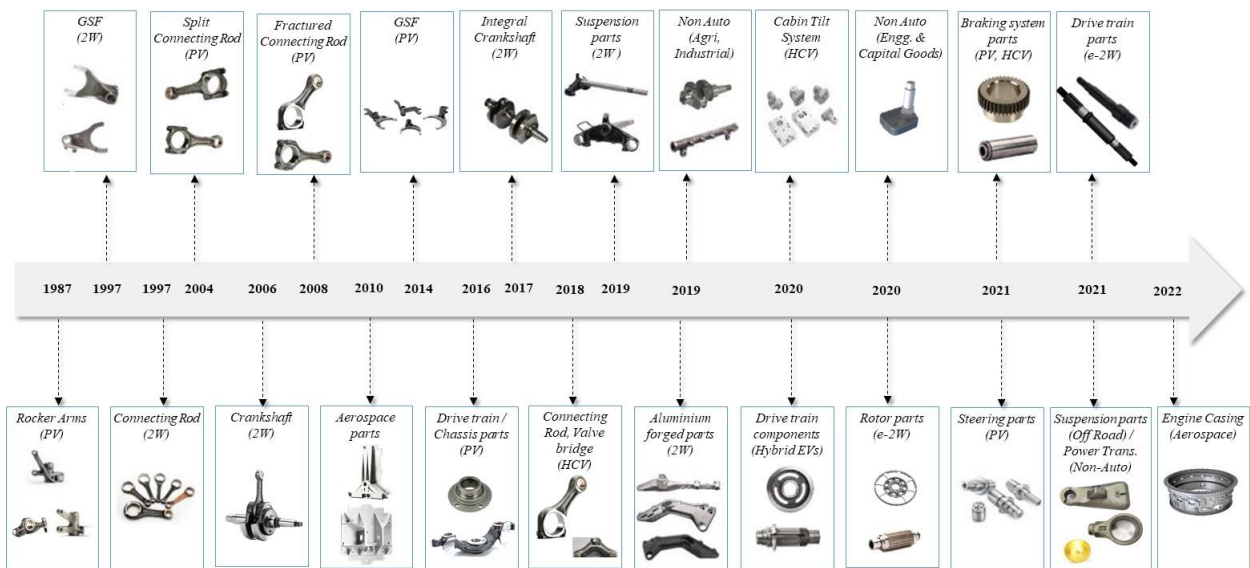 GSF
(2W)
Split
Connecting Rod
(PV)
Fractured
Connecting Rod
(PV)
GSF
(PV)
Integral
Crankshaft
(2W)
Suspension
parts
(2W )
Non Auto
(Agri,
Industrial)
Cabin Tilt
System
(HCV)
Non Auto
(Engg. &
Capital Goods)
Braking system
parts
(PV, HCV)
Drive train
parts
(e-2W)
1987 1997 1997 2004 2006 2008 2010 2014 2016 2017 2018 2019 2019 2020 2020 2021 2021 2022
Rocker Arms
(PV)
Connecting Rod
(2W)
Crankshaft
(2W)
Aerospace
parts
Drive train /
Chassis parts
(PV)
Connecting
Rod, Valve
bridge
(HCV)
Aluminium
forged parts
(2W)
Drive train
components
(Hybrid EVs)
Rotor parts
(e-2W)
Steering parts
(PV)
Suspension parts
(Off Road) /
Power Trans.
(Non-Auto)
Engine Casing
(Aerospace)